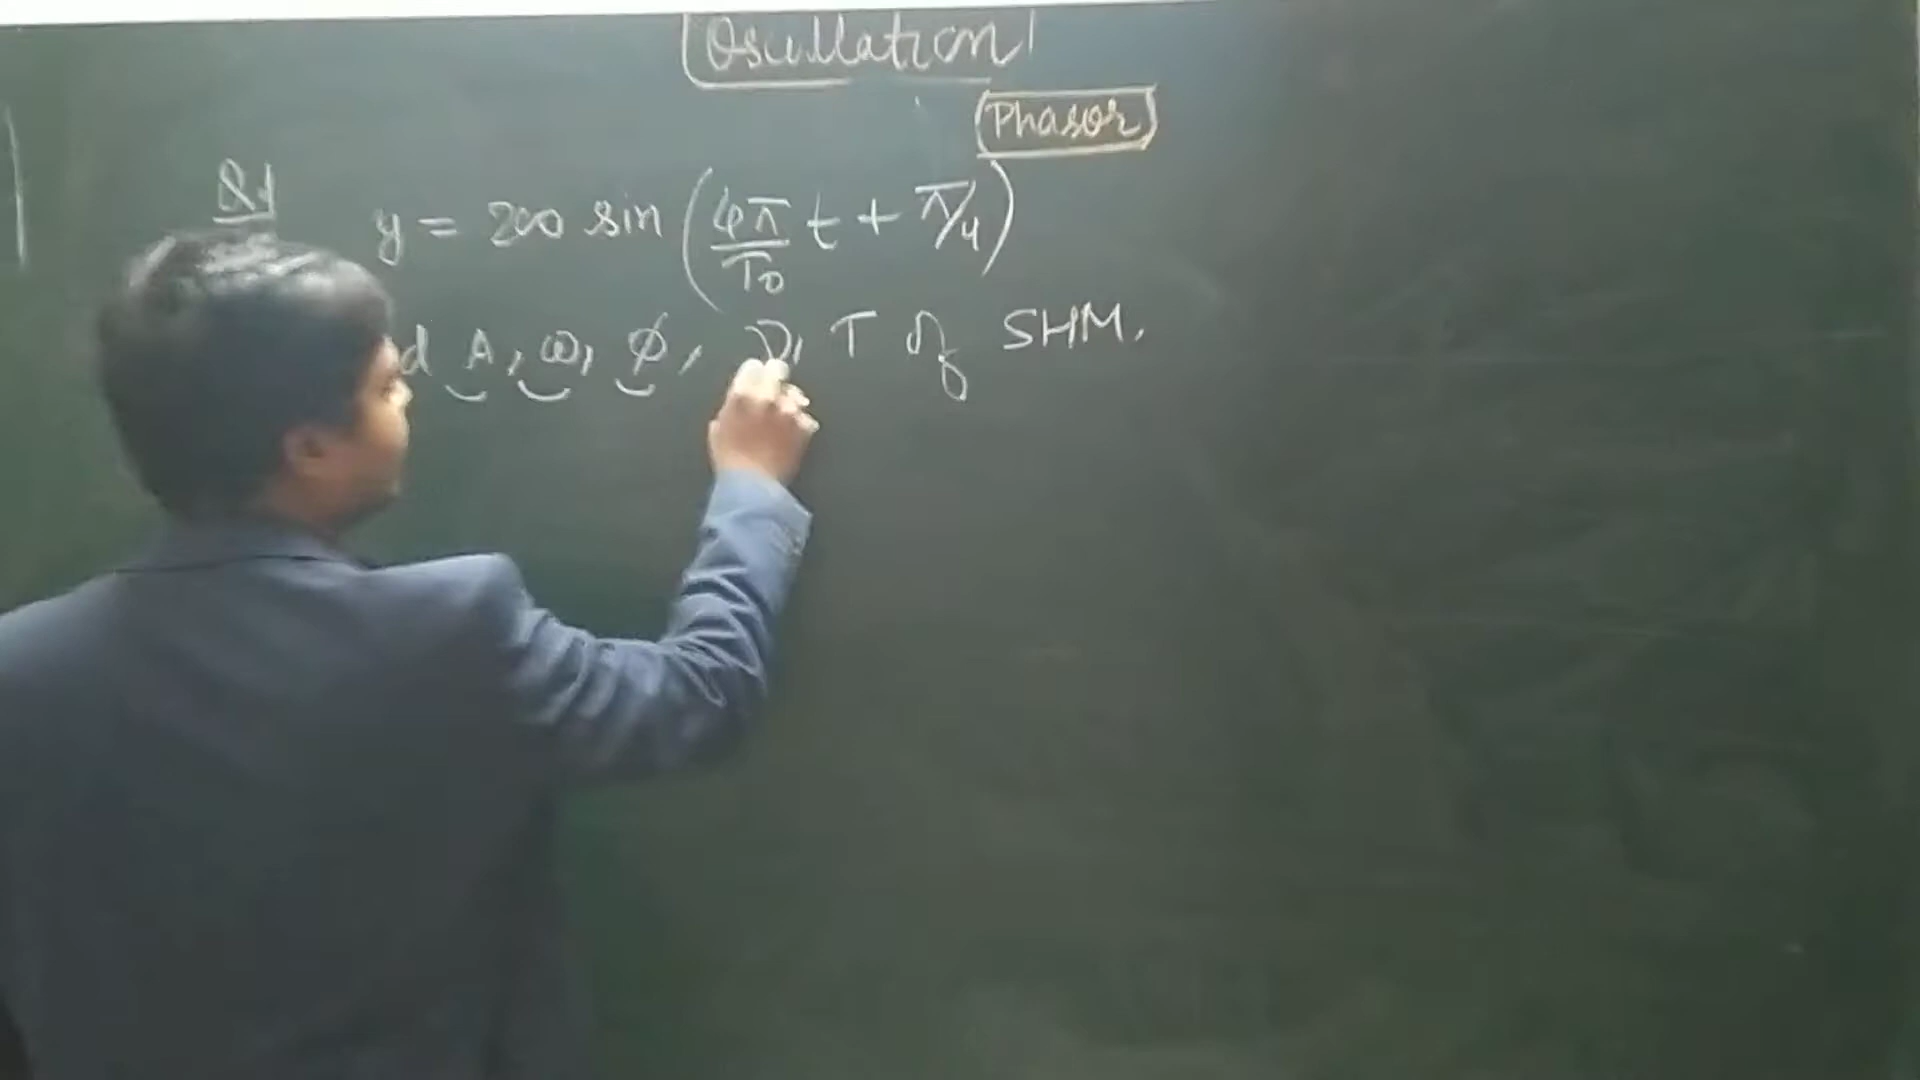 Oscillation
Phasor
Q1
y = 200 sin (4π/T₀ t + π/4)
d A, ω, ϕ, ν, T of SHM.